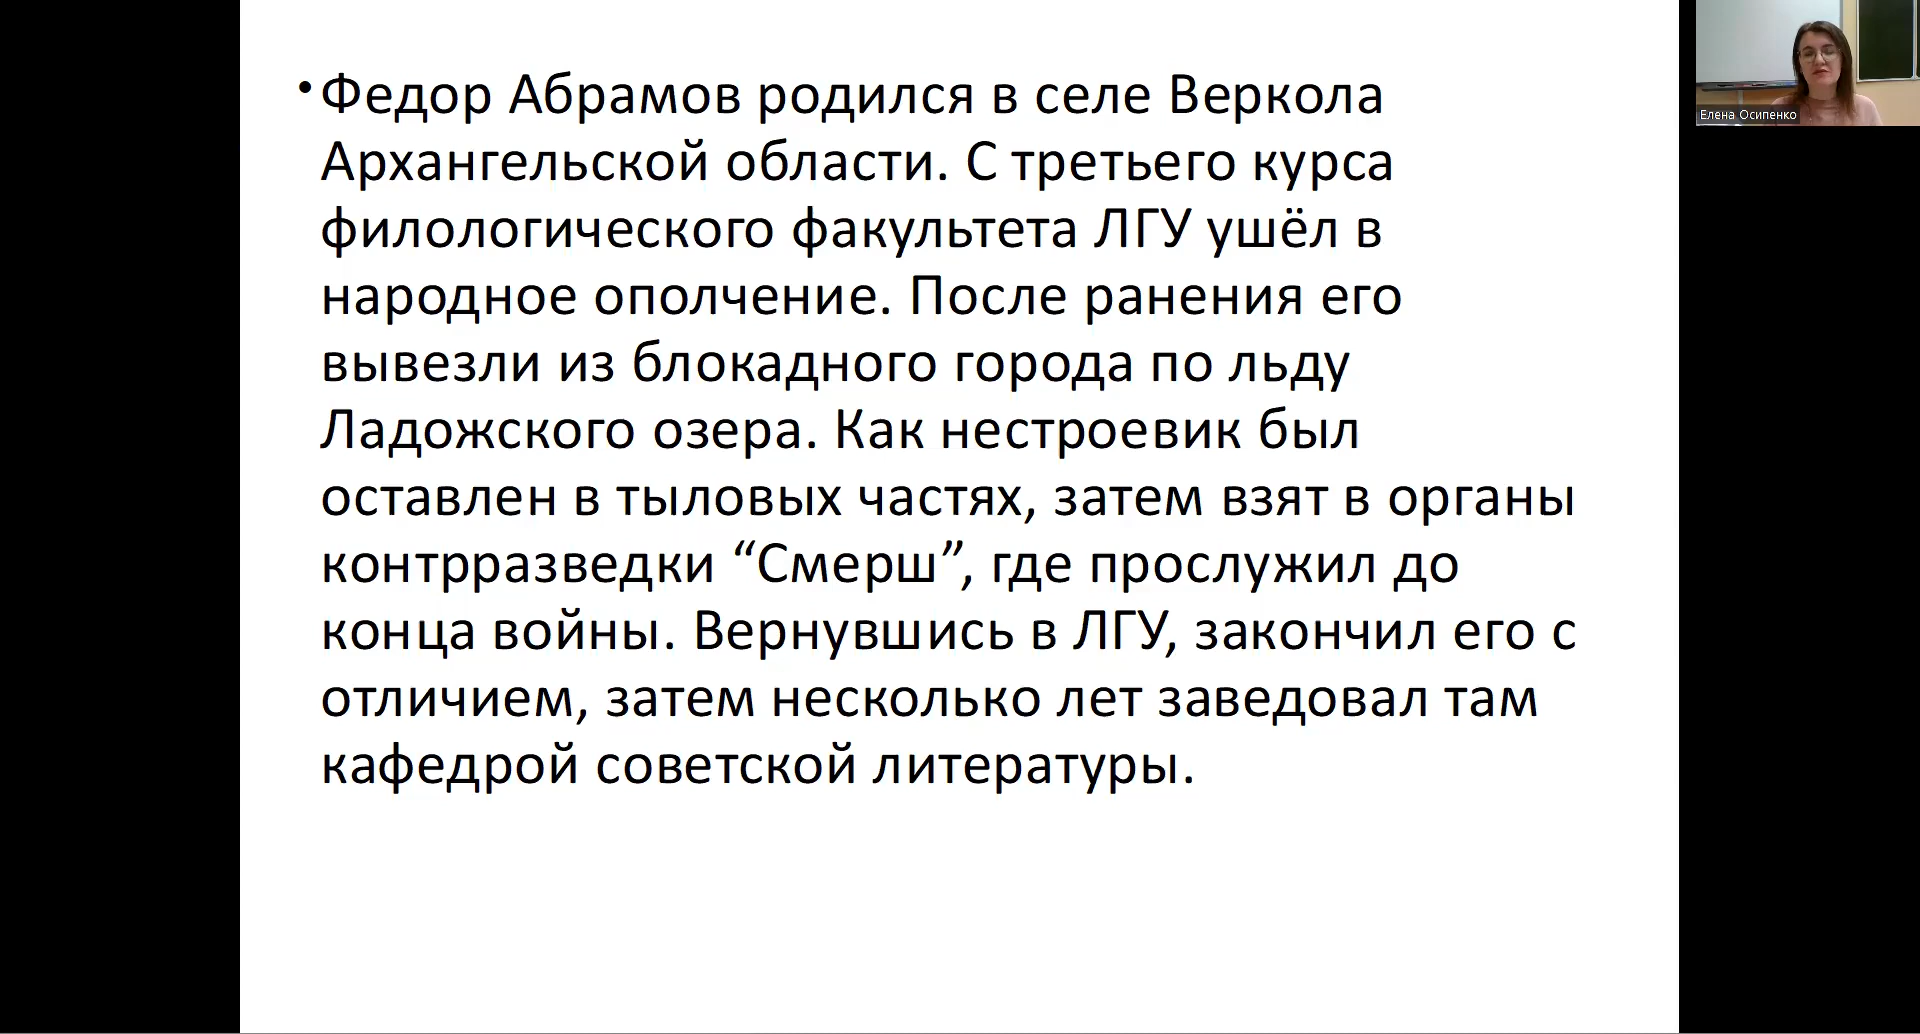 • Федор Абрамов родился в селе Веркола
Архангельской области. С третьего курса
филологического факультета ЛГУ ушёл в
народное ополчение. После ранения его
вывезли из блокадного города по льду
Ладожского озера. Как нестроевик был
оставлен в тыловых частях, затем взят в органы
контрразведки “Смерш”, где прослужил до
конца войны. Вернувшись в ЛГУ, закончил его с
отличием, затем несколько лет заведовал там
кафедрой советской литературы.
Елена Осипенко